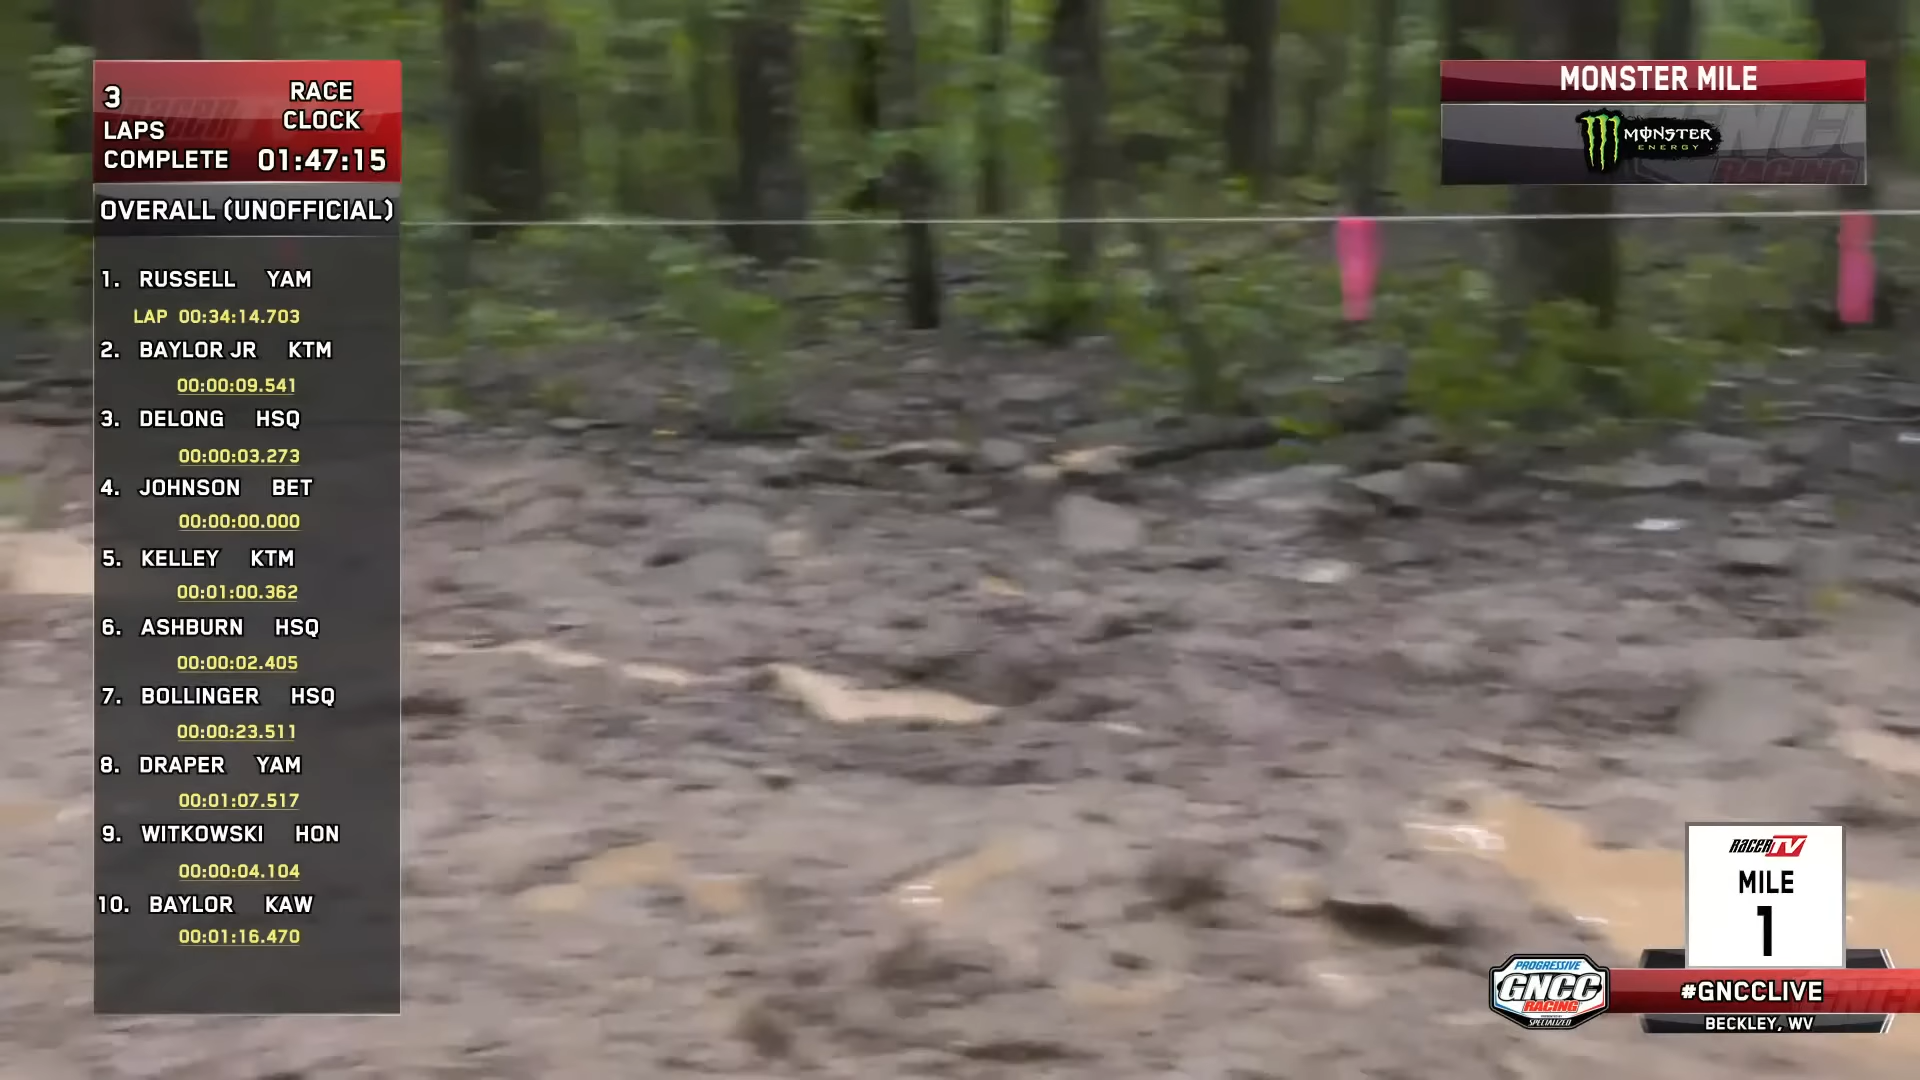 3
LAPS
COMPLETE
RACE
CLOCK
01:47:15
OVERALL (UNOFFICIAL)
1. RUSSELL YAM
LAP 00:34:14.703
2. BAYLOR JR KTM
00:00:09.541
3. DELONG HSQ
00:00:03.273
4. JOHNSON BET
00:00:00.000
5. KELLEY KTM
00:01:00.362
6. ASHBURN HSQ
00:00:02.405
7. BOLLINGER HSQ
00:00:23.511
8. DRAPER YAM
00:01:07.517
9. WITKOWSKI HON
00:00:04.104
10. BAYLOR KAW
00:01:16.470
MONSTER MILE
MONSTER
ENERGY
GNCC
RACING
RACER TV
MILE
1
PROGRESSIVE
GNCC
RACING
SPECIALIZED
#GNCCLIVE
BECKLEY, WV